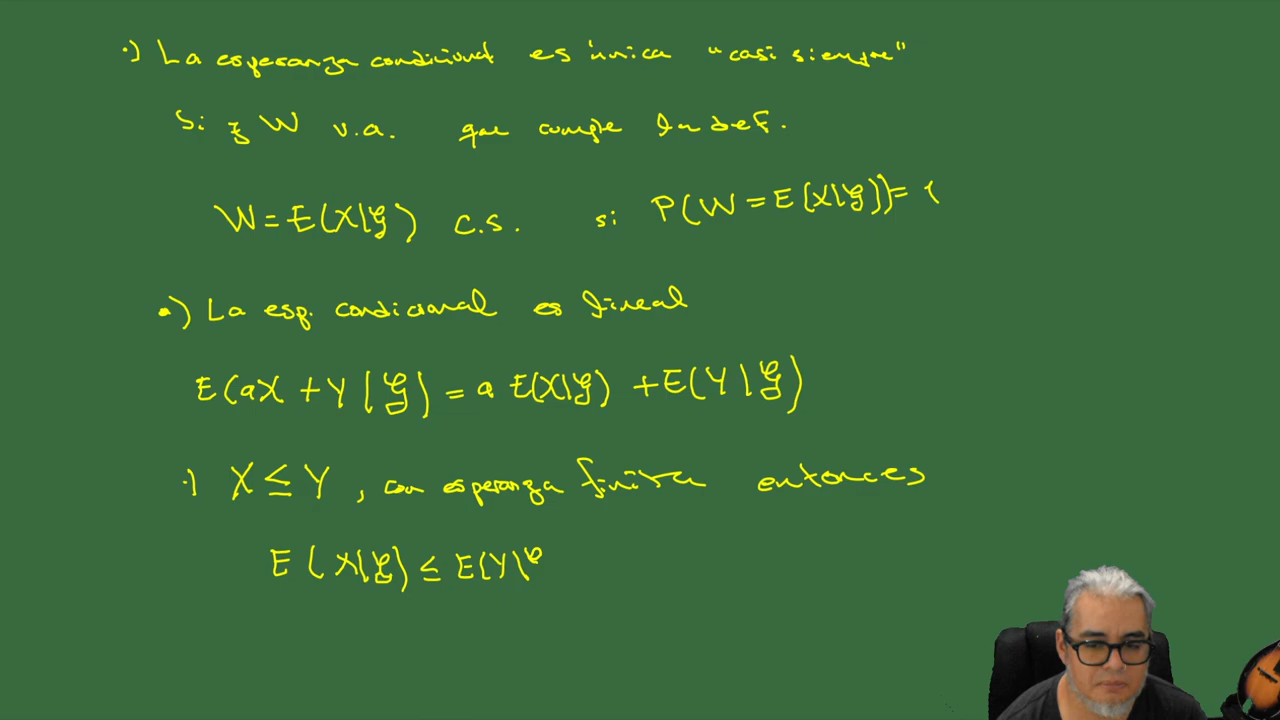 ·) La esperanza condicional es única "casi siempre"
Si ∃ W v.a. que cumple la def.
W = E(X|𝒢) c.s. si P(W = E(X|𝒢)) = 1
·) La esp. condicional es lineal
E(aX + Y | 𝒢) = a E(X|𝒢) + E(Y|𝒢)
·) X ≤ Y, con esperanza finita entonces
E(X|𝒢) ≤ E(Y|